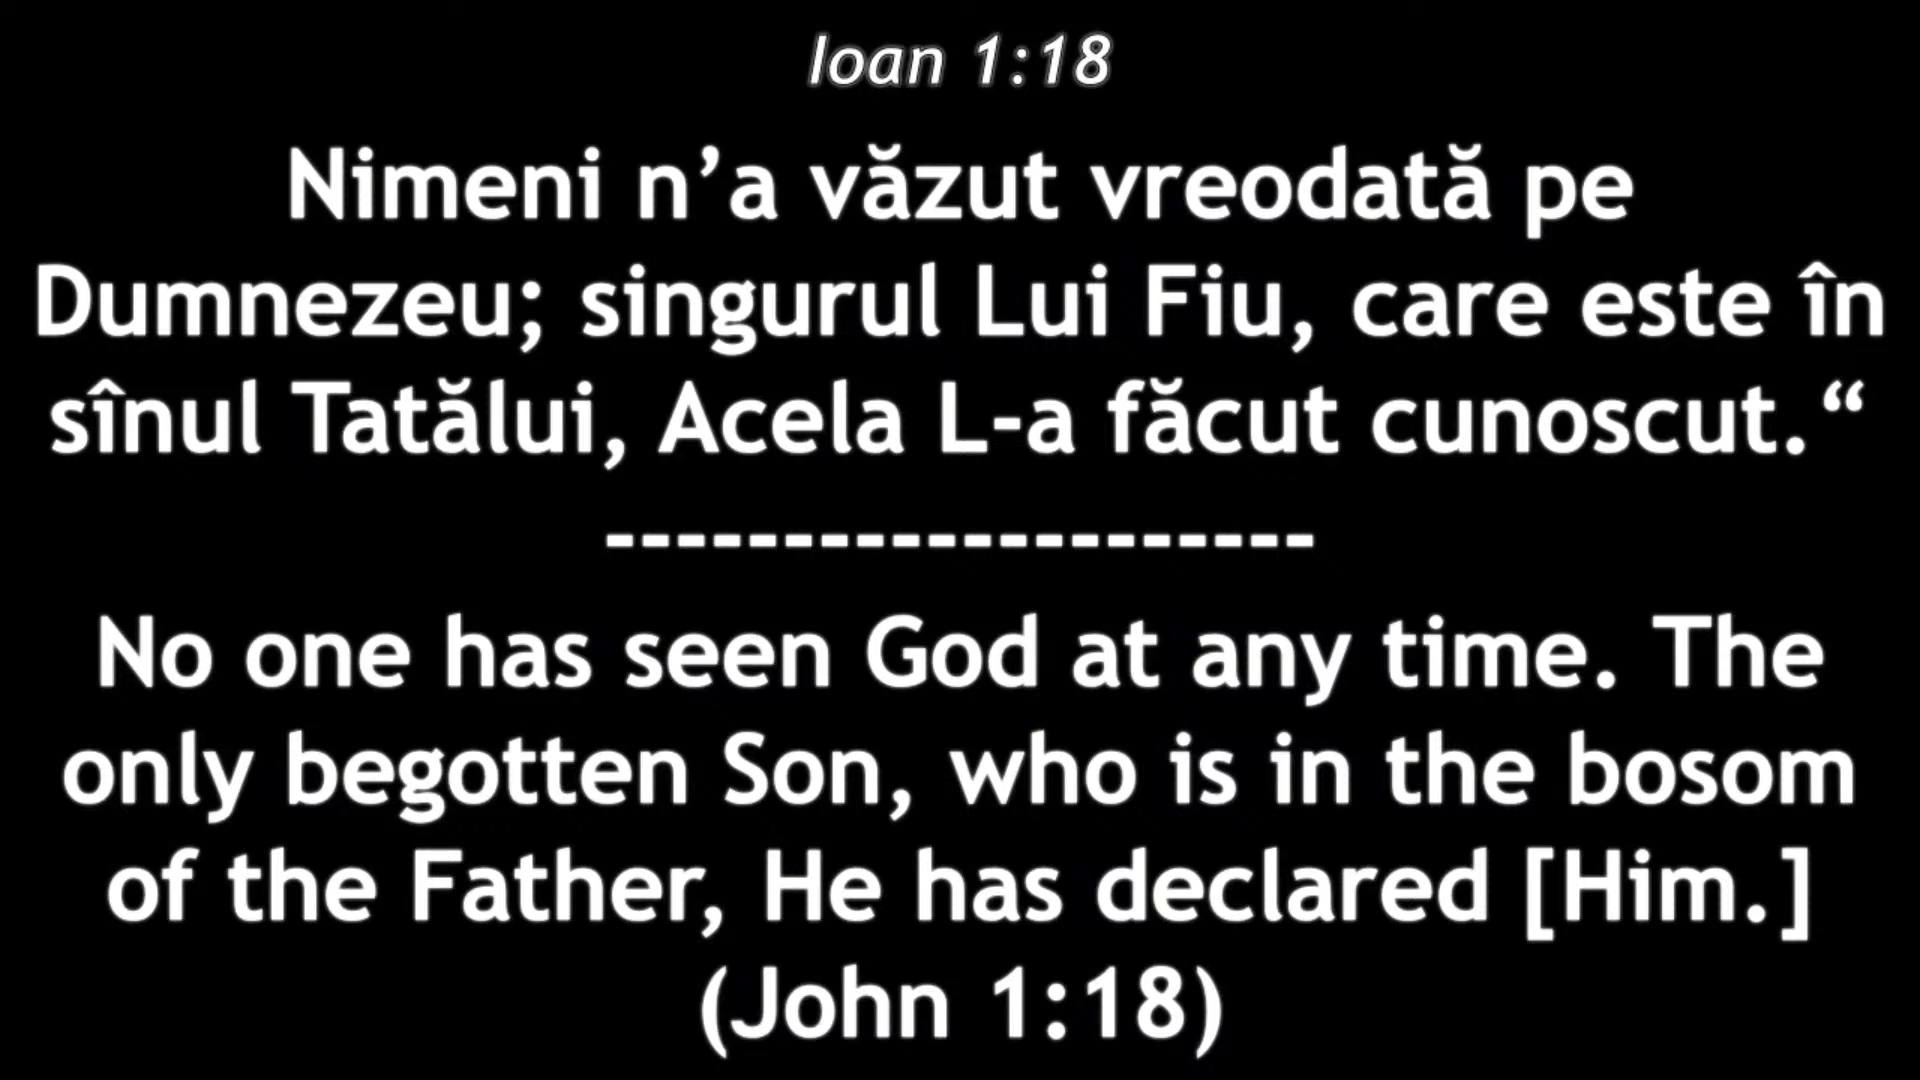 Ioan 1:18
Nimeni n’a văzut vreodată pe
Dumnezeu; singurul Lui Fiu, care este în
sînul Tatălui, Acela L-a făcut cunoscut.“
--------------------
No one has seen God at any time. The
only begotten Son, who is in the bosom
of the Father, He has declared [Him.]
(John 1:18)